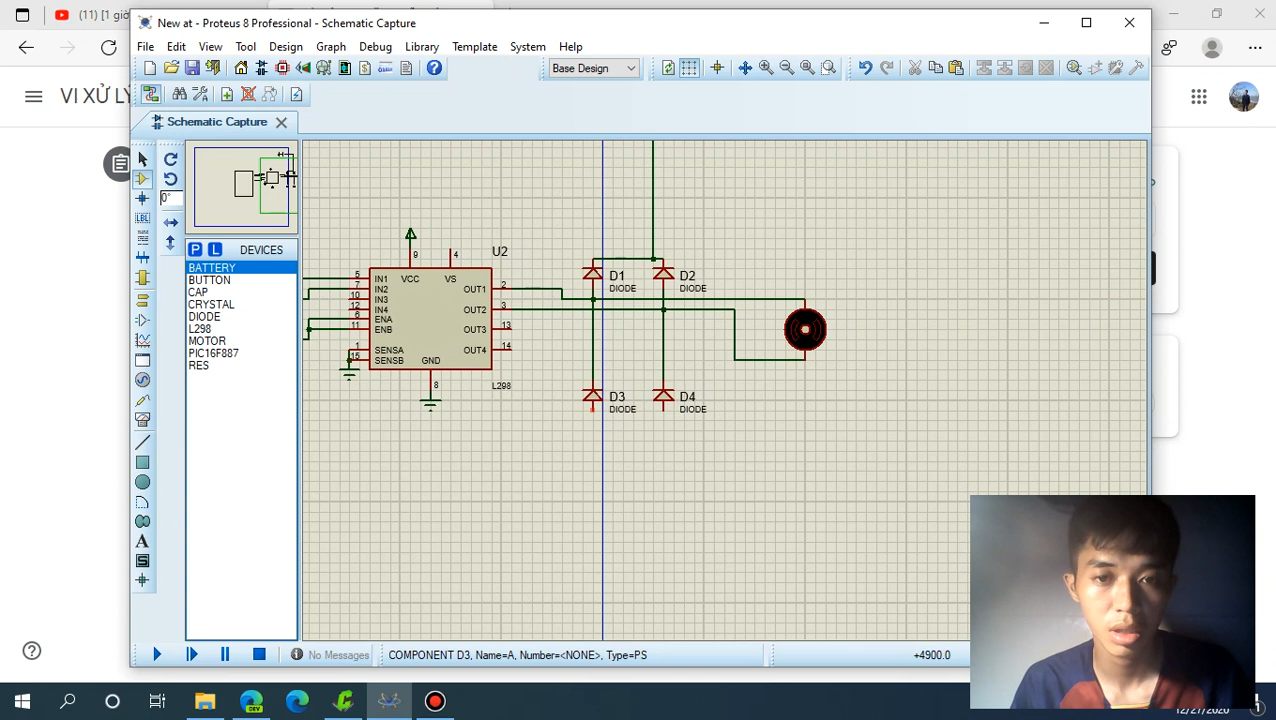 (11) [1 giờ
New at - Proteus 8 Professional - Schematic Capture
File Edit View Tool Design Graph Debug Library Template System Help
Base Design
VI XỬ LÝ
Schematic Capture
0°
P L DEVICES
BATTERY
BUTTON
CAP
CRYSTAL
DIODE
L298
MOTOR
PIC16F887
RES
LBL
A
S
U2
9 4
5 IN1 VCC VS OUT1 2
7 IN2
10 IN3 OUT2 3
12 IN4
6 ENA OUT3 13
11 ENB
1 SENSA OUT4 14
15 SENSB GND
8
L298
D1
DIODE
D2
DIODE
D3
DIODE
D4
DIODE
No Messages COMPONENT D3, Name=A, Number=<NONE>, Type=PS +4900.0
DEV
12/27/2020